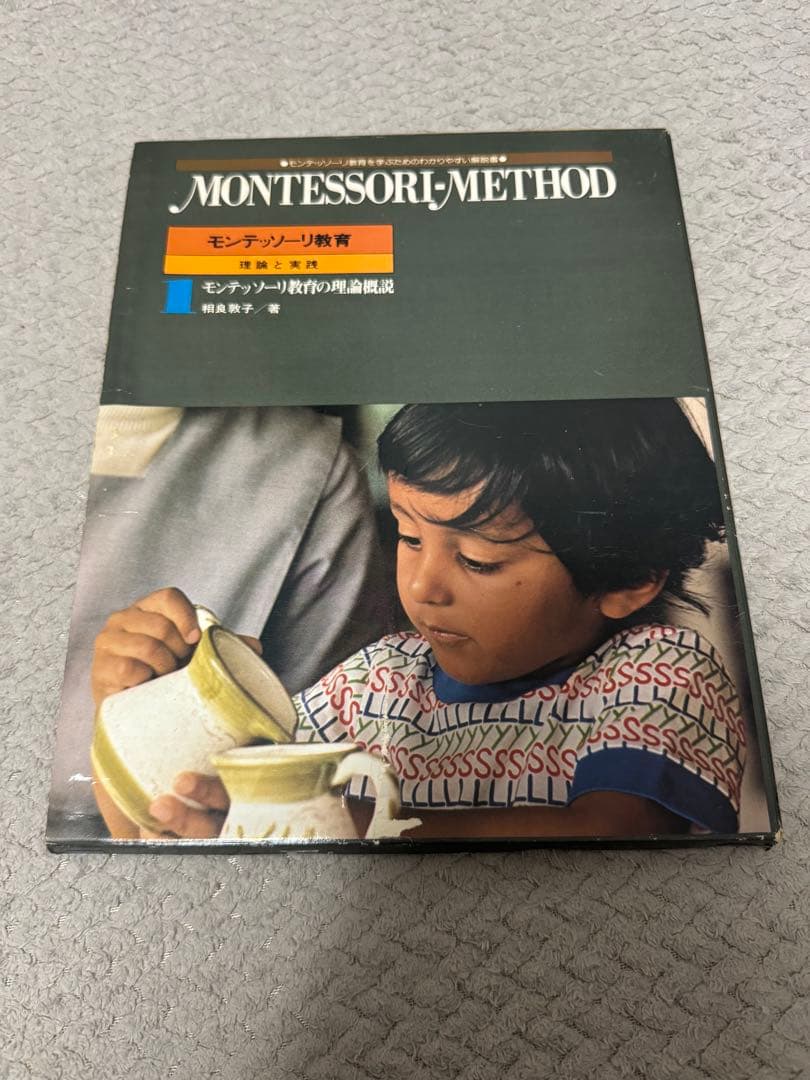 ●モンテッソーリ教育を学ぶためのわかりやすい解説書●
MONTESSORI-METHOD
モンテッソーリ教育
理論と実践
1 モンテッソーリ教育の理論概説
相良敦子／著